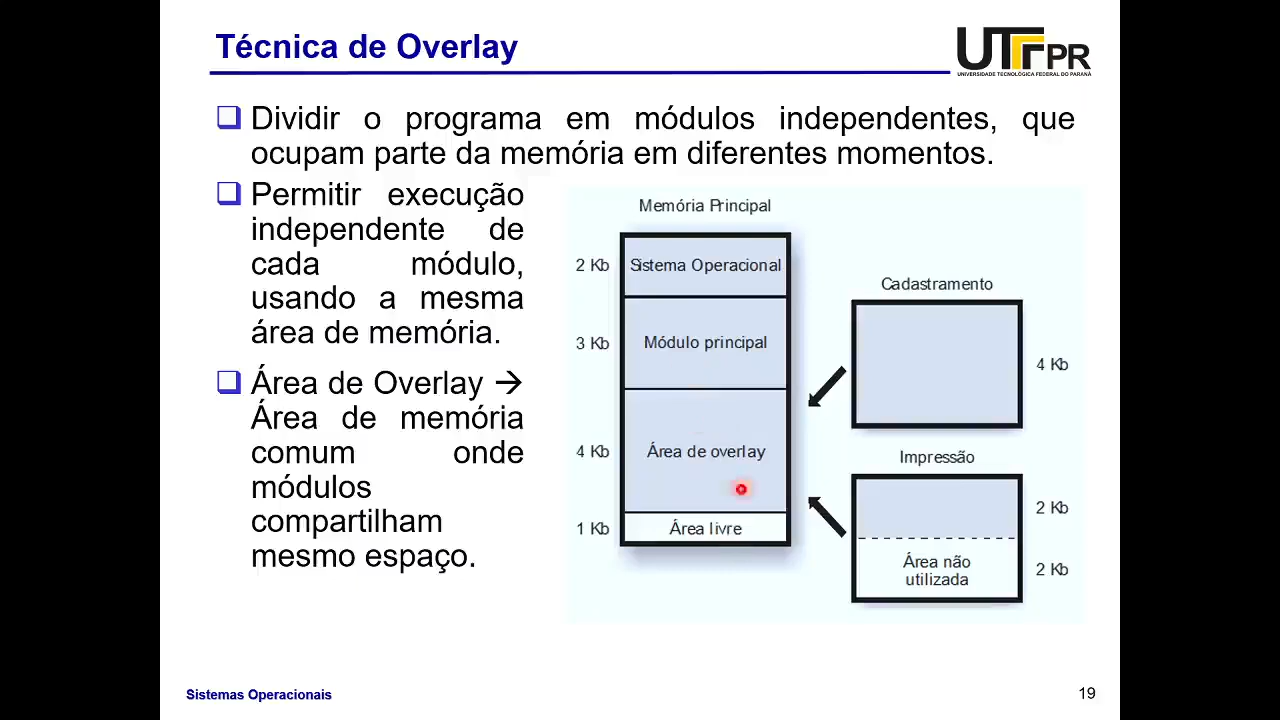 Técnica de Overlay
UTFPR
UNIVERSIDADE TECNOLÓGICA FEDERAL DO PARANÁ
❑ Dividir o programa em módulos independentes, que
ocupam parte da memória em diferentes momentos.
❑ Permitir execução
independente de
cada módulo,
usando a mesma
área de memória.
❑ Área de Overlay →
Área de memória
comum onde
módulos
compartilham
mesmo espaço.
Memória Principal
2 Kb
Sistema Operacional
3 Kb
Módulo principal
4 Kb
Área de overlay
1 Kb
Área livre
Cadastramento
4 Kb
Impressão
2 Kb
Área não
utilizada
2 Kb
Sistemas Operacionais
19